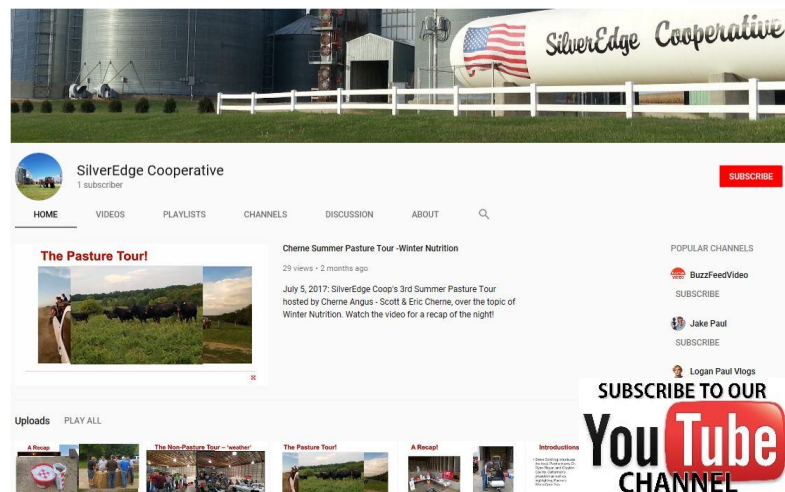 SilverEdge Cooperative
SilverEdge Cooperative
1 subscriber
SUBSCRIBE
HOME VIDEOS PLAYLISTS CHANNELS DISCUSSION ABOUT
The Pasture Tour!
Cherne Summer Pasture Tour -Winter Nutrition
29 views • 2 months ago
July 5, 2017: SilverEdge Coop's 3rd Summer Pasture Tour
hosted by Cherne Angus - Scott & Eric Cherne, over the topic of
Winter Nutrition. Watch the video for a recap of the night!
POPULAR CHANNELS
BuzzFeedVideo
SUBSCRIBE
Jake Paul
SUBSCRIBE
Logan Paul Vlogs
SUBSCRIBE TO OUR
YouTube
CHANNEL
Uploads PLAY ALL
A Recap
The Non-Pasture Tour – 'weather'
The Pasture Tour!
A Recap!
Introductions